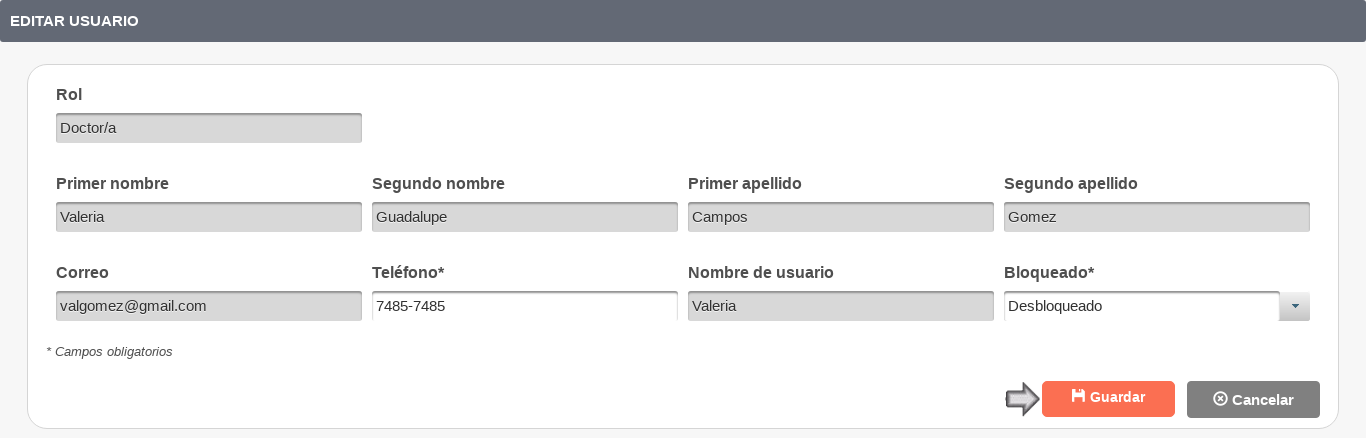 EDITAR USUARIO
Rol
Doctor/a
Primer nombre Segundo nombre Primer apellido Segundo apellido
Valeria Guadalupe Campos Gomez
Correo Teléfono* Nombre de usuario Bloqueado*
valgomez@gmail.com 7485-7485 Valeria Desbloqueado
* Campos obligatorios
Guardar Cancelar